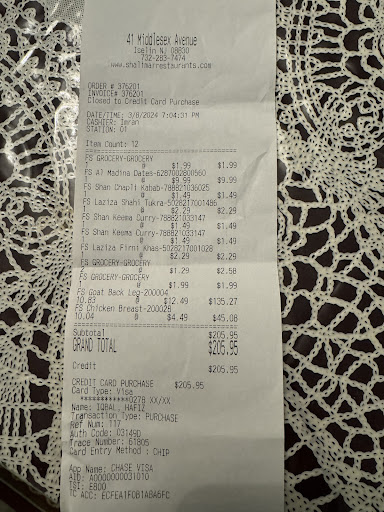 41 Middlesex Avenue
Iselin NJ 08830
732-283-7474
www.shalimarrestaurants.com
ORDER # 376201
INVOICE# 376201
Closed to Credit Card Purchase
DATE/TIME: 3/8/2024 7:04:31 PM
CASHIER: Imran
STATION: 01
Item Count: 12
FS GROCERY-GROCERY
@ $1.99 $1.99
FS Al Madina Dates-6287002800560
@ $9.99 $9.99
FS Shan Chapli Kabab-788821036025
@ $1.49 $1.49
FS Laziza Shahi Tukra-5028217001486
@ $2.29 $2.29
FS Shan Keema Curry-788821033147
@ $1.49 $1.49
FS Shan Keema Curry-788821033147
@ $1.49 $1.49
FS Laziza Firni Khas-5028217001028
@ $2.29 $2.29
FS GROCERY-GROCERY
2 @ $1.29 $2.58
FS GROCERY-GROCERY
@ $1.99 $1.99
FS Goat Back Leg-200004
10.83 @ $12.49 $135.27
FS Chicken Breast-200028
10.04 @ $4.49 $45.08
Subtotal $205.95
GRAND TOTAL $205.95
Credit $205.95
CREDIT CARD PURCHASE $205.95
Card Type: Visa
************0278 XX/XX
Name: IQBAL, HAFIZ
Transaction Type: PURCHASE
Ref Num: 117
Auth Code: 03149D
Trace Number: 61805
Card Entry Method : CHIP
App Name: CHASE VISA
AID: A0000000031010
TSI: E800
TC ACC: ECFEA1F0B1A8A6FC